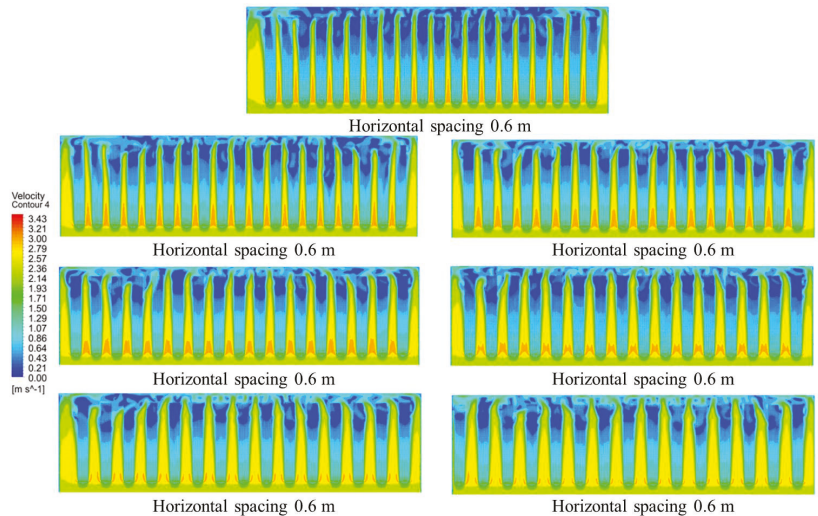 Horizontal spacing 0.6 m
Horizontal spacing 0.6 m
Horizontal spacing 0.6 m
Velocity
Contour 4
3.43
3.21
3.00
2.79
2.57
2.36
2.14
1.93
1.71
1.50
1.29
1.07
0.86
0.64
0.43
0.21
0.00
[m s^-1]
Horizontal spacing 0.6 m
Horizontal spacing 0.6 m
Horizontal spacing 0.6 m
Horizontal spacing 0.6 m